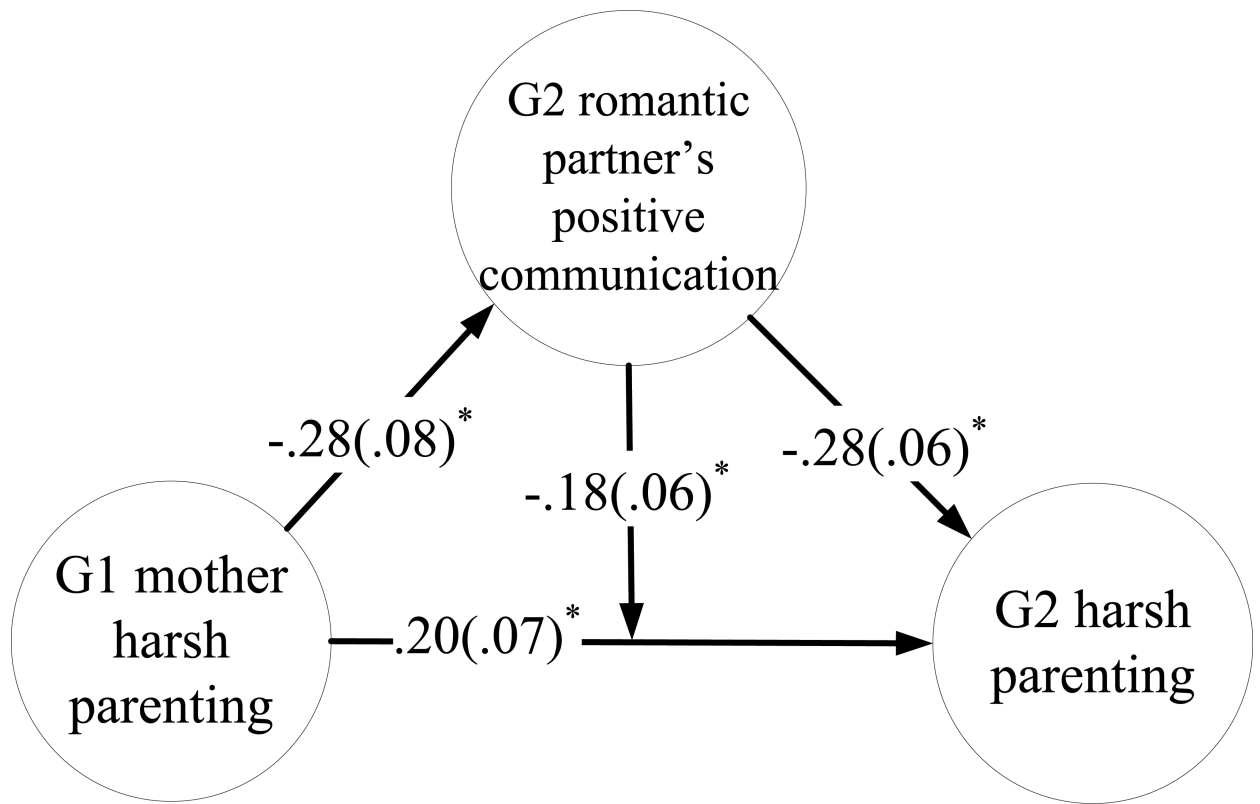 G2 romantic
partner’s
positive
communication
-.28(.08)*
-.28(.06)*
-.18(.06)*
G1 mother
harsh
parenting
.20(.07)*
G2 harsh
parenting